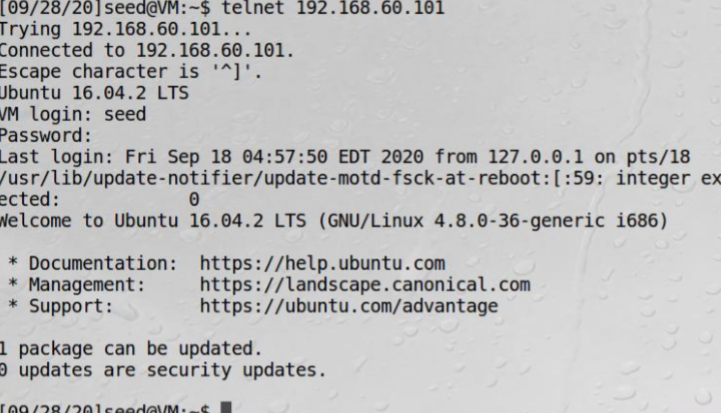 [09/28/20]seed@VM:~$ telnet 192.168.60.101
Trying 192.168.60.101...
Connected to 192.168.60.101.
Escape character is '^]'.
Ubuntu 16.04.2 LTS
VM login: seed
Password:
Last login: Fri Sep 18 04:57:50 EDT 2020 from 127.0.0.1 on pts/18
/usr/lib/update-notifier/update-motd-fsck-at-reboot:[:59: integer ex
ected:          0
Welcome to Ubuntu 16.04.2 LTS (GNU/Linux 4.8.0-36-generic i686)
* Documentation:  https://help.ubuntu.com
* Management:     https://landscape.canonical.com
* Support:        https://ubuntu.com/advantage
1 package can be updated.
0 updates are security updates.
[09/28/20]seed@VM:~$